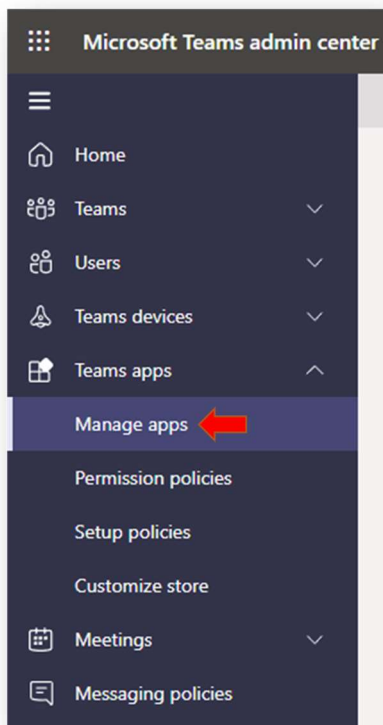 Microsoft Teams admin center
Home
Teams
Users
Teams devices
Teams apps
Manage apps
Permission policies
Setup policies
Customize store
Meetings
Messaging policies